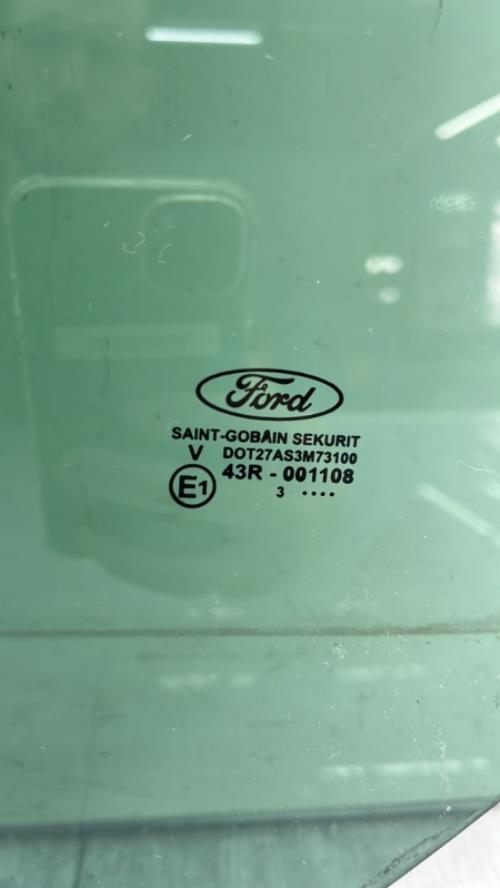 Ford
SAINT-GOBAIN SEKURIT
V DOT27AS3M73100
E1 43R - 001108
3 ....